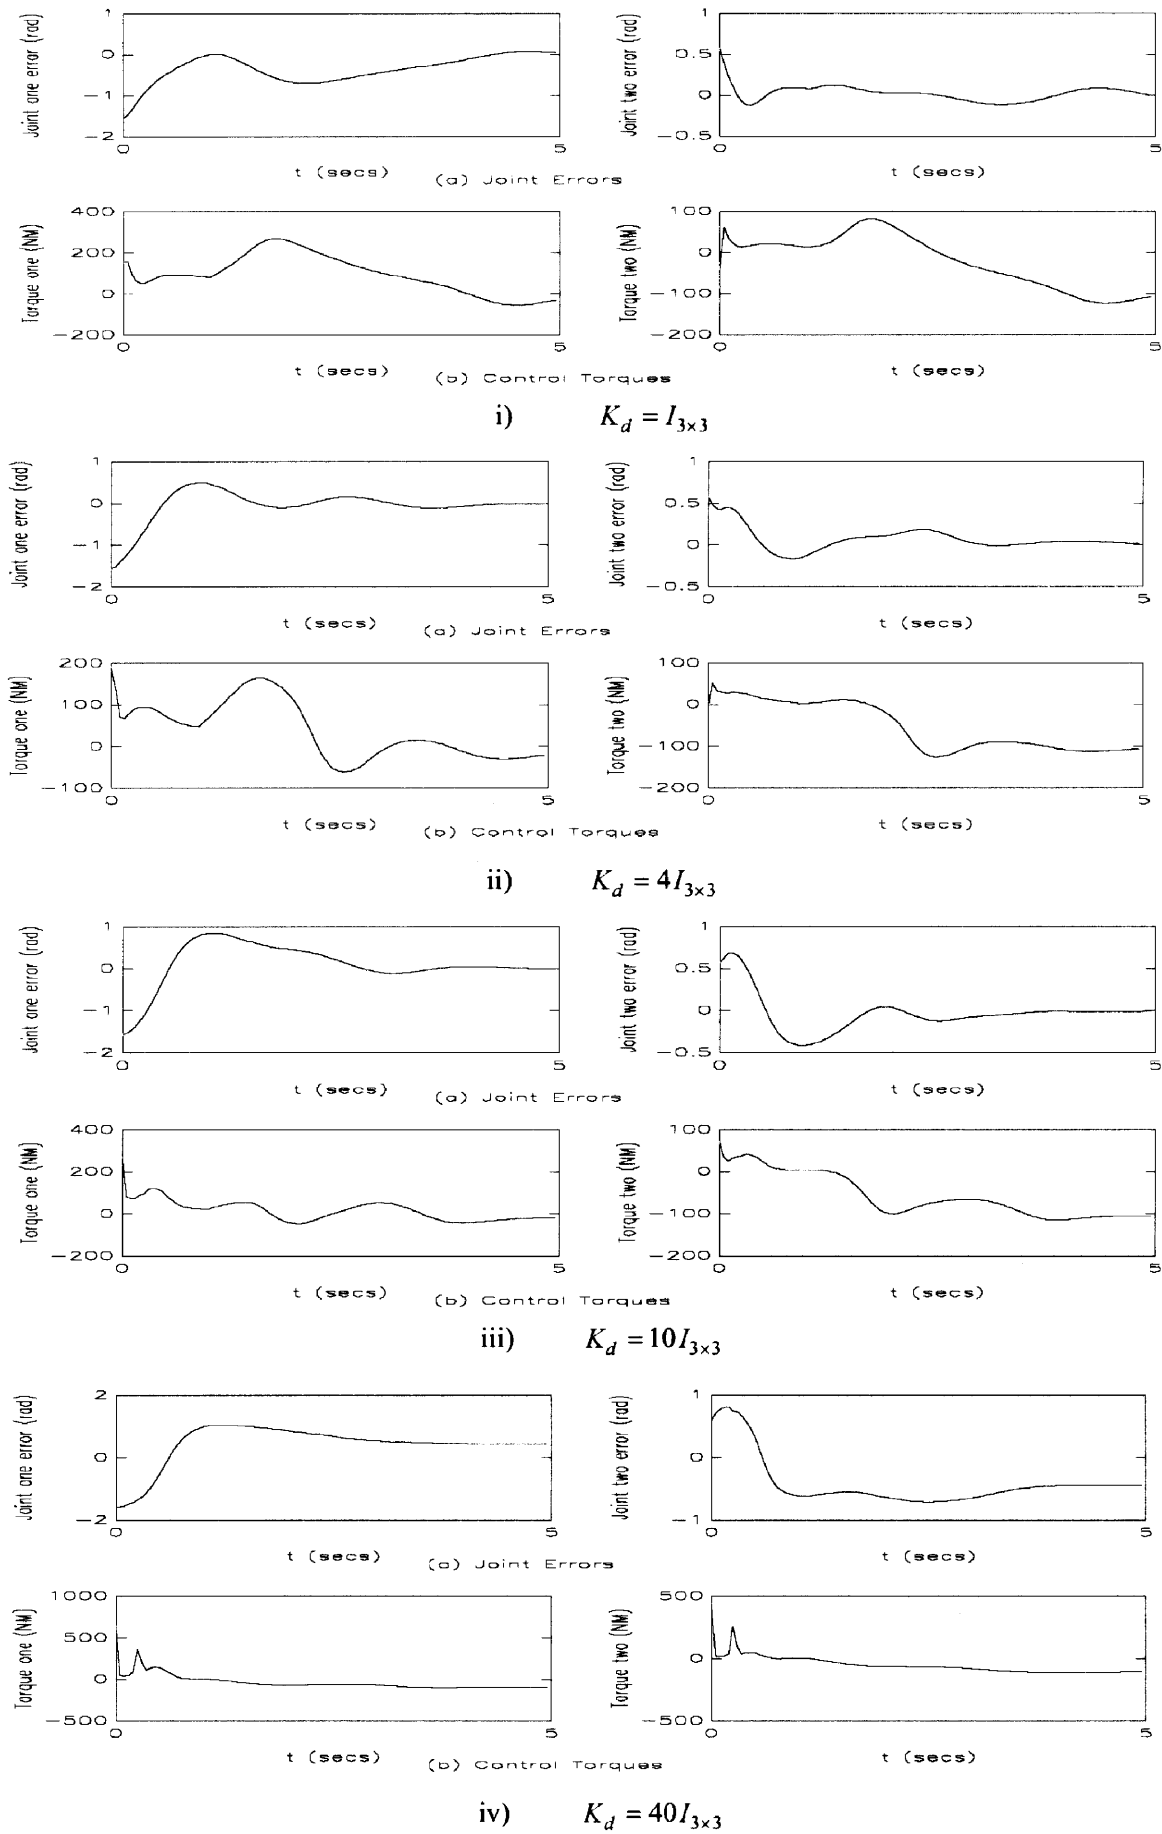 Joint one error (rad)
1
0
−1
−2
0
5
t (secs)
Joint two error (rad)
1
0.5
0
−0.5
0
5
t (secs)
(a) Joint Errors
Torque one (NM)
400
200
0
−200
0
5
t (secs)
Torque two (NM)
100
0
−100
−200
0
5
t (secs)
(b) Control Torques
i) K_d = I_{3×3}
Joint one error (rad)
1
0
−1
−2
0
5
t (secs)
Joint two error (rad)
1
0.5
0
−0.5
0
5
t (secs)
(a) Joint Errors
Torque one (NM)
200
100
0
−100
0
5
t (secs)
Torque two (NM)
100
0
−100
−200
0
5
t (secs)
(b) Control Torques
ii) K_d = 4I_{3×3}
Joint one error (rad)
1
0
−1
−2
0
5
t (secs)
Joint two error (rad)
1
0.5
0
−0.5
0
5
t (secs)
(a) Joint Errors
Torque one (NM)
400
200
0
−200
0
5
t (secs)
Torque two (NM)
100
0
−100
−200
0
5
t (secs)
(b) Control Torques
iii) K_d = 10I_{3×3}
Joint one error (rad)
2
0
−2
0
5
t (secs)
Joint two error (rad)
1
0
−1
0
5
t (secs)
(a) Joint Errors
Torque one (NM)
1000
500
0
−500
0
5
t (secs)
Torque two (NM)
500
0
−500
0
5
t (secs)
(b) Control Torques
iv) K_d = 40I_{3×3}